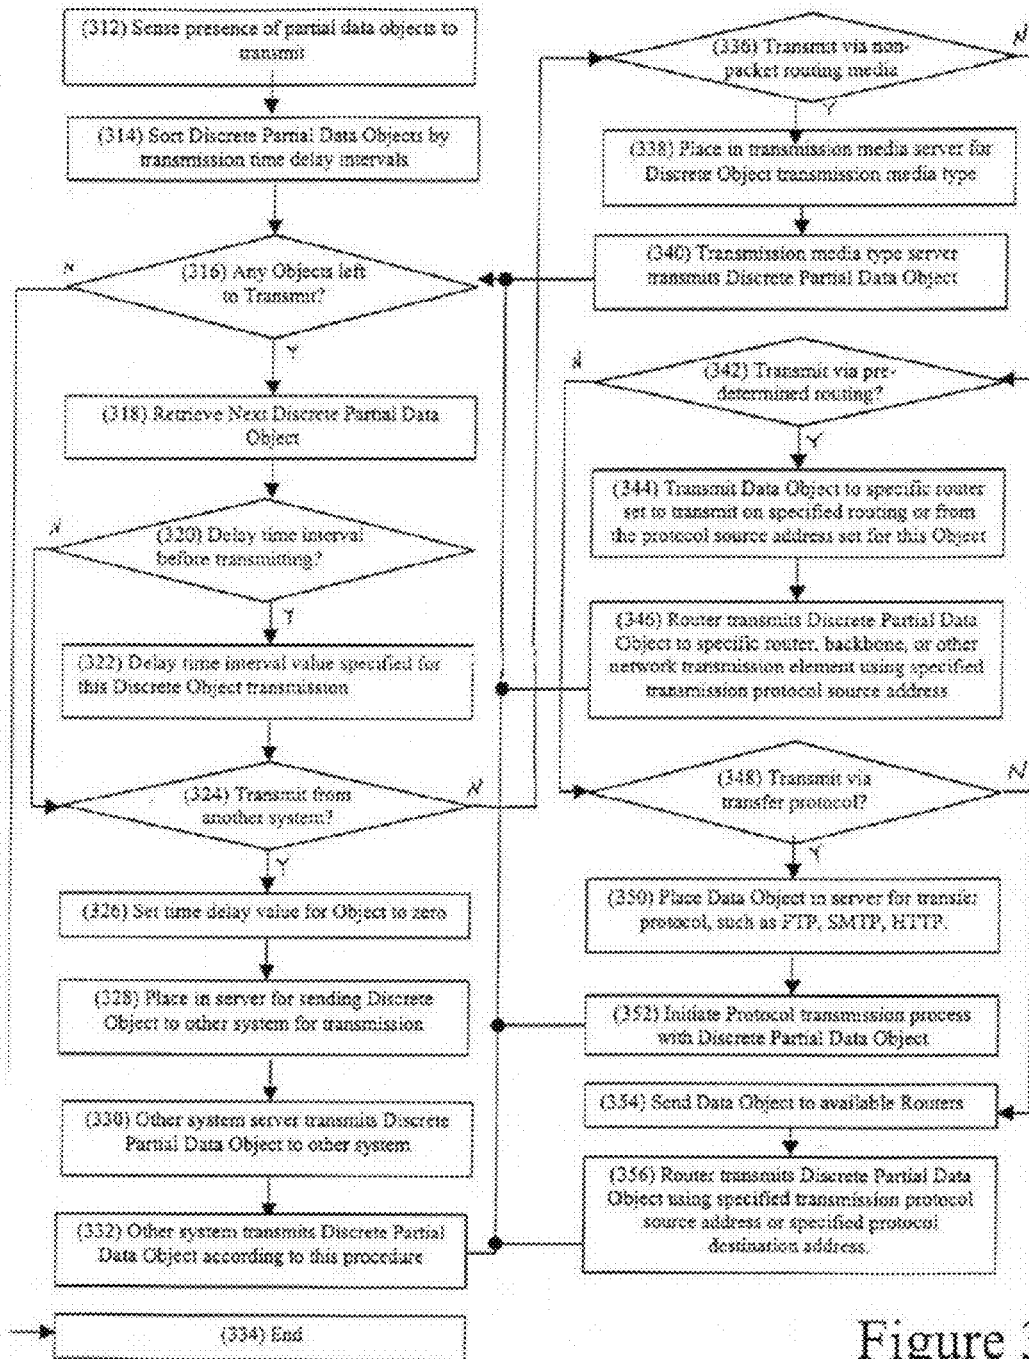 (312) Sense presence of partial data objects to
transmit
(314) Sort Discrete Partial Data Objects by
transmission time delay intervals
N
(316) Any Objects left
to Transmit?
Y
(318) Retrieve Next Discrete Partial Data
Object
N
(320) Delay time interval
before transmitting?
Y
(322) Delay time interval value specified for
this Discrete Object transmission
(324) Transmit from
another system?
N
Y
(326) Set time delay value for Object to zero
(328) Place in server for sending Discrete
Object to other system for transmission
(330) Other system server transmits Discrete
Partial Data Object to other system
(332) Other system transmits Discrete Partial
Data Object according to this procedure
(334) End
(336) Transmit via non-
packet routing media
N
Y
(338) Place in transmission media server for
Discrete Object transmission media type
(340) Transmission media type server
transmits Discrete Partial Data Object
N
(342) Transmit via pre-
determined routing?
Y
(344) Transmit Data Object to specific router
set to transmit on specified routing or from
the protocol source address set for this Object
(346) Router transmits Discrete Partial Data
Object to specific router, backbone, or other
network transmission element using specified
transmission protocol source address
(348) Transmit via
transfer protocol?
N
Y
(350) Place Data Object in server for transfer
protocol, such as FTP, SMTP, HTTP.
(352) Initiate Protocol transmission process
with Discrete Partial Data Object
(354) Send Data Object to available Routers
(356) Router transmits Discrete Partial Data
Object using specified transmission protocol
source address or specified protocol
destination address.
Figure 3